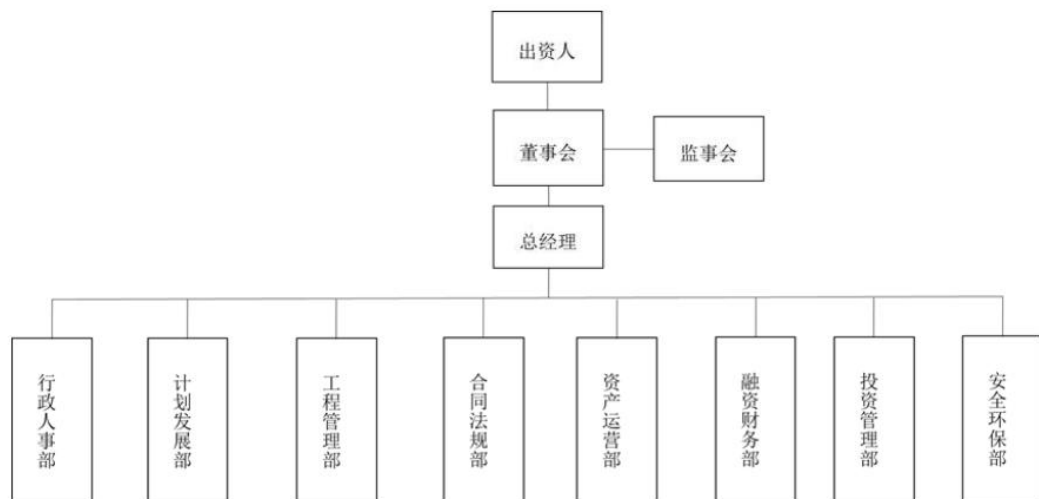 出资人
董事会
监事会
总经理
行政人事部
计划发展部
工程管理部
合同法规部
资产运营部
融资财务部
投资管理部
安全环保部